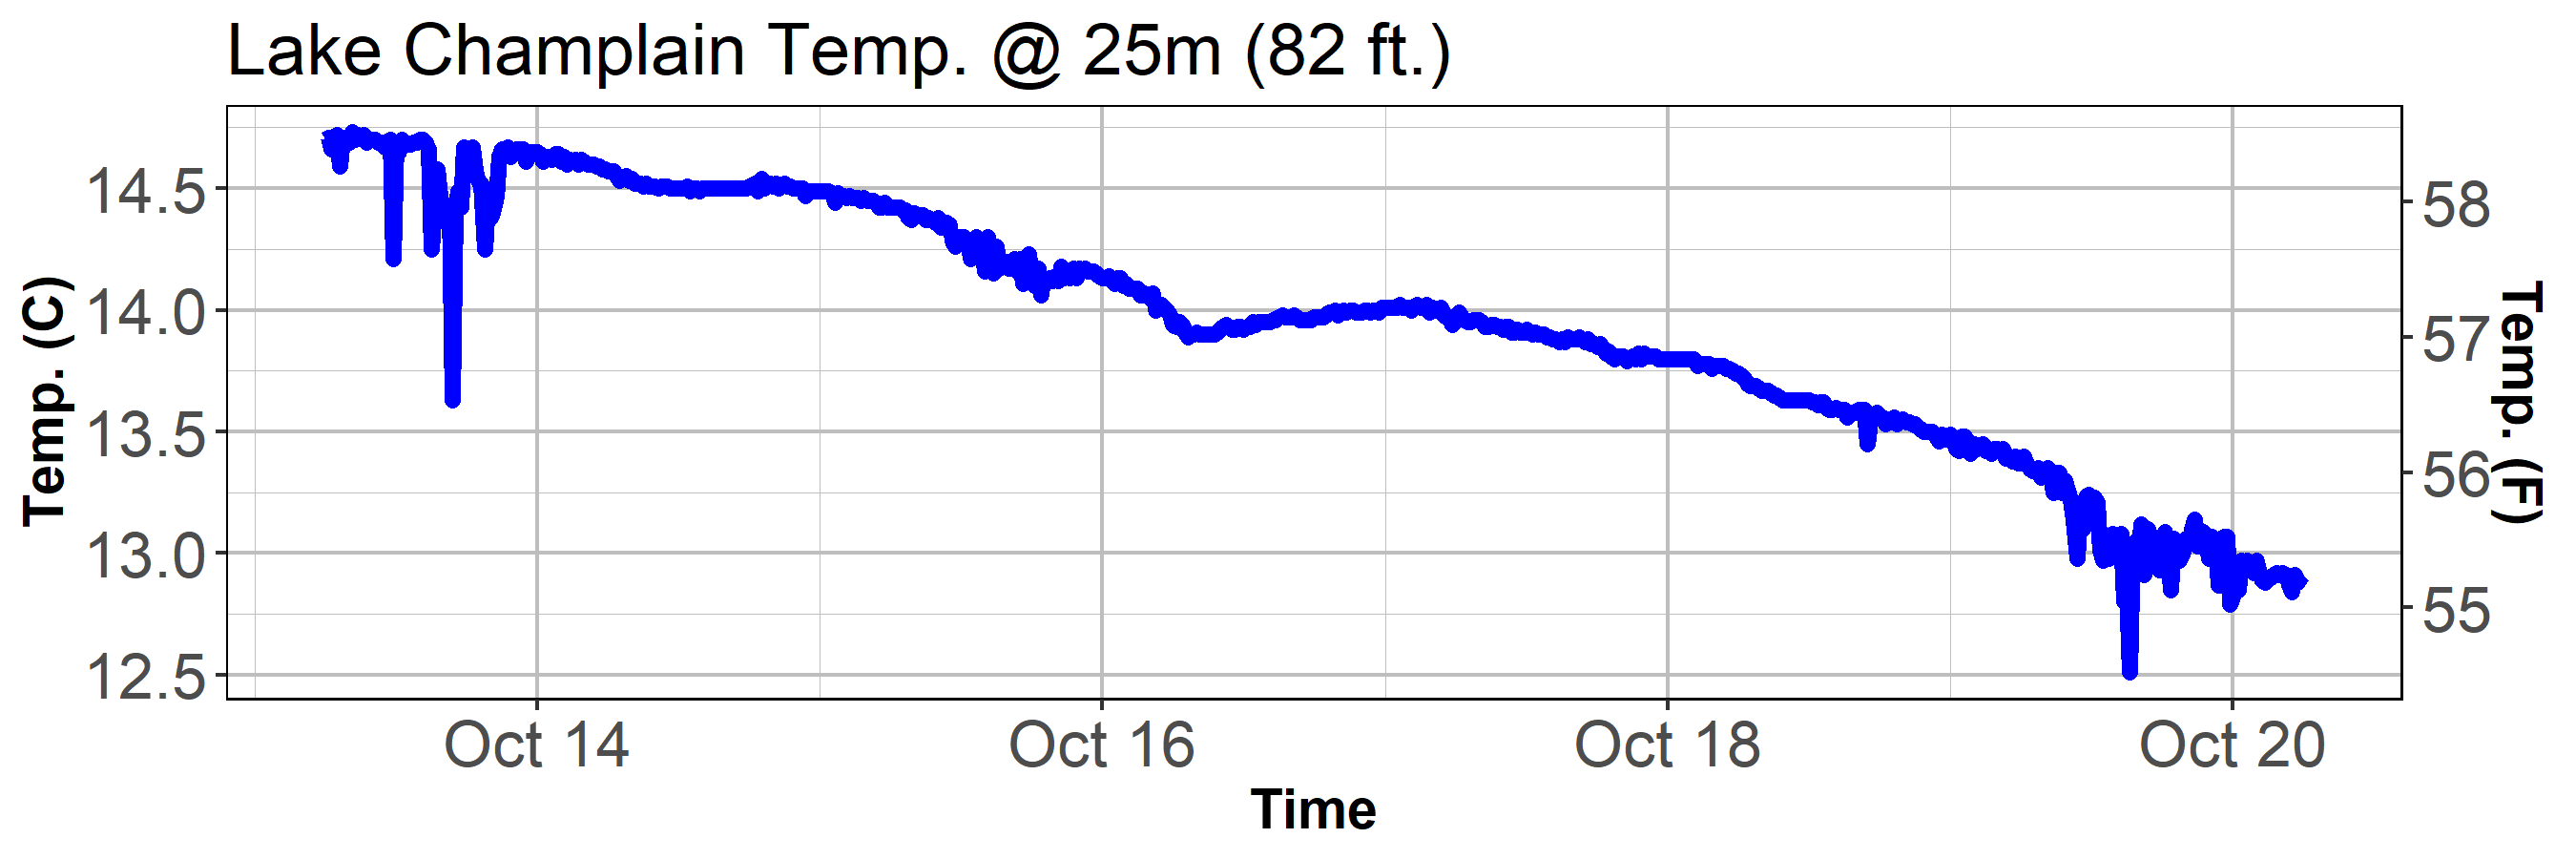 Lake Champlain Temp. @ 25m (82 ft.)
Temp. (C)
14.5
14.0
13.5
13.0
12.5
58
57
56
55
Temp. (F)
Oct 14 Oct 16 Oct 18 Oct 20
Time